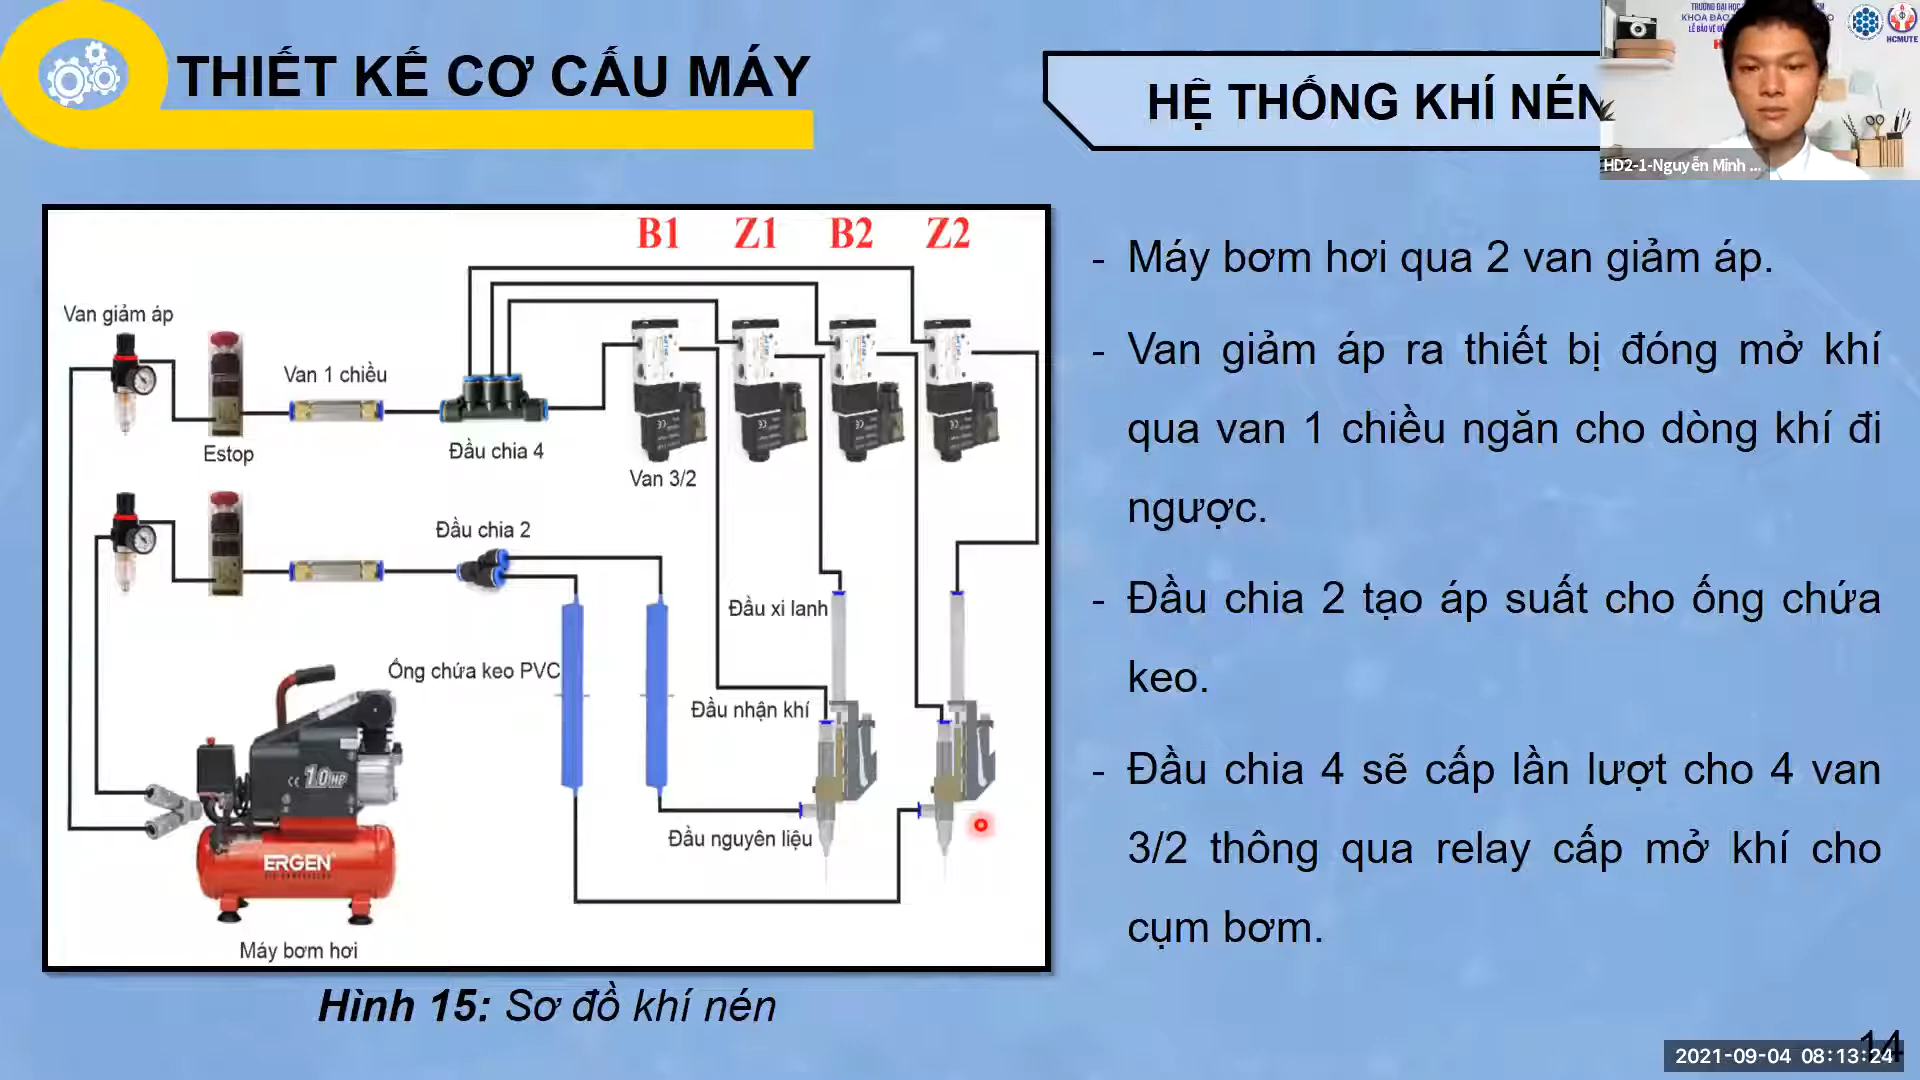 THIẾT KẾ CƠ CẤU MÁY
HỆ THỐNG KHÍ NÉN
HCMUTE
HD2-1-Nguyễn Minh ...
B1 Z1 B2 Z2
Van giảm áp
Van 1 chiều
Estop
Đầu chia 4
Van 3/2
Đầu chia 2
Đầu xi lanh
Ống chứa keo PVC
Đầu nhận khí
Đầu nguyên liệu
1.0 HP
ERGEN
Máy bơm hơi
Hình 15: Sơ đồ khí nén
- Máy bơm hơi qua 2 van giảm áp.
- Van giảm áp ra thiết bị đóng mở khí
qua van 1 chiều ngăn cho dòng khí đi
ngược.
- Đầu chia 2 tạo áp suất cho ống chứa
keo.
- Đầu chia 4 sẽ cấp lần lượt cho 4 van
3/2 thông qua relay cấp mở khí cho
cụm bơm.
14
2021-09-04 08:13:24